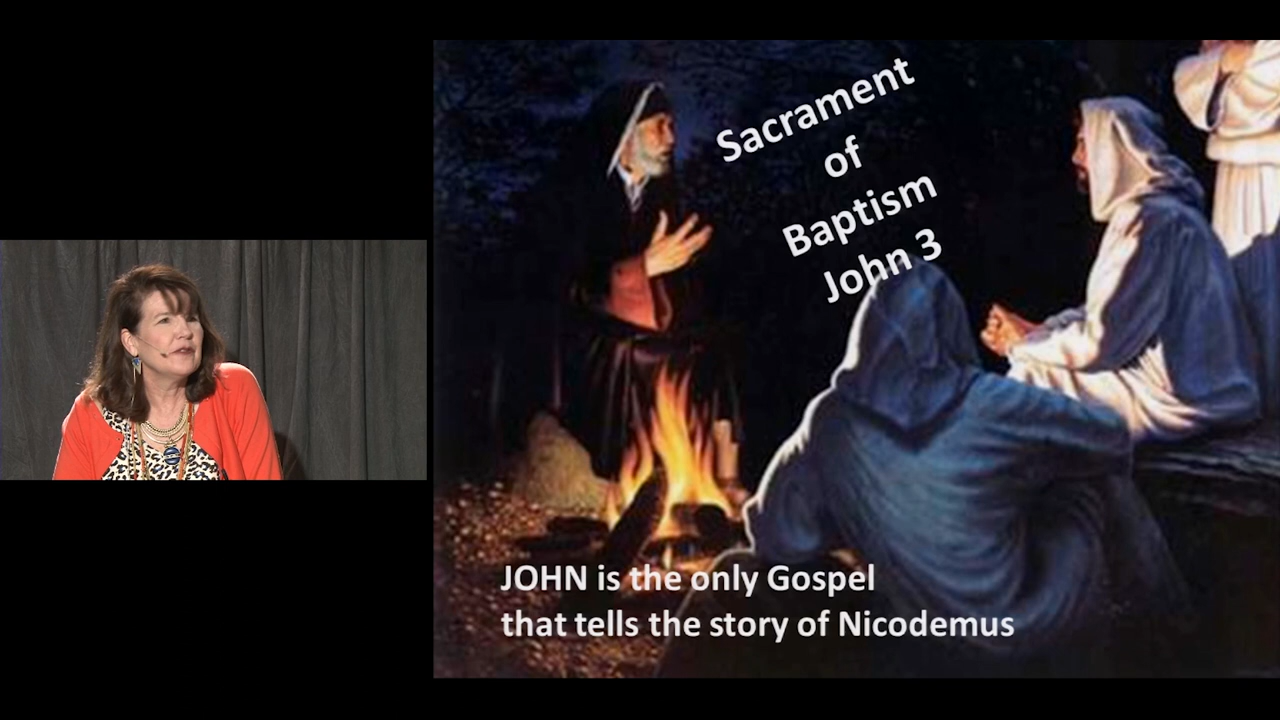 Sacrament
of
Baptism
John 3
JOHN is the only Gospel
that tells the story of Nicodemus